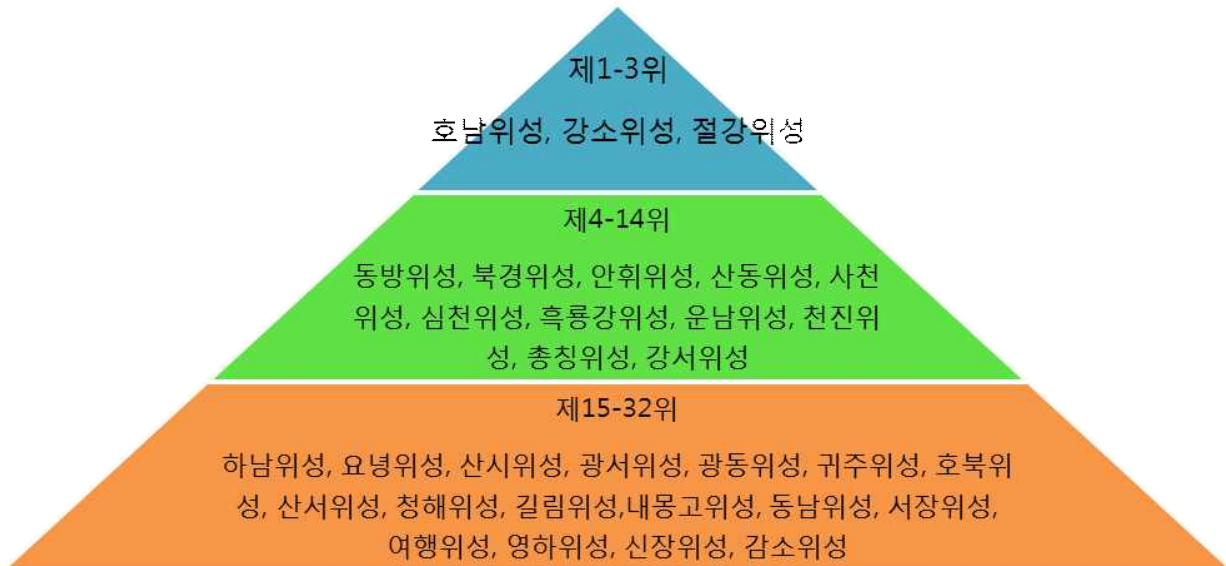 제1-3위
호남위성, 강소위성, 절강위성
제4-14위
동방위성, 북경위성, 안휘위성, 산동위성, 사천
위성, 심천위성, 흑룡강위성, 운남위성, 천진위
성, 총칭위성, 강서위성
제15-32위
하남위성, 요녕위성, 산시위성, 광서위성, 광동위성, 귀주위성, 호북위
성, 산서위성, 청해위성, 길림위성,내몽고위성, 동남위성, 서장위성,
여행위성, 영하위성, 신장위성, 감소위성